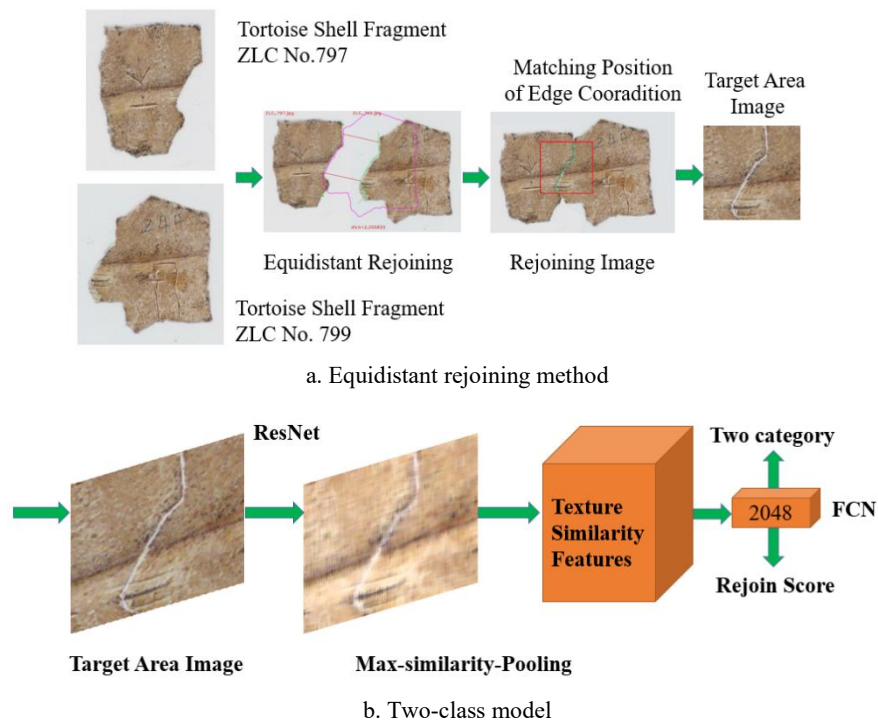 Tortoise Shell Fragment
ZLC No.797
Matching Position
of Edge Cooradition
Target Area
Image
ZLC_797.jpg
Equidistant Rejoining
Rejoining Image
Tortoise Shell Fragment
ZLC No. 799
a. Equidistant rejoining method
ResNet
Two category
Texture
Similarity
Features
2048
FCN
Rejoin Score
Target Area Image
Max-similarity-Pooling
b. Two-class model